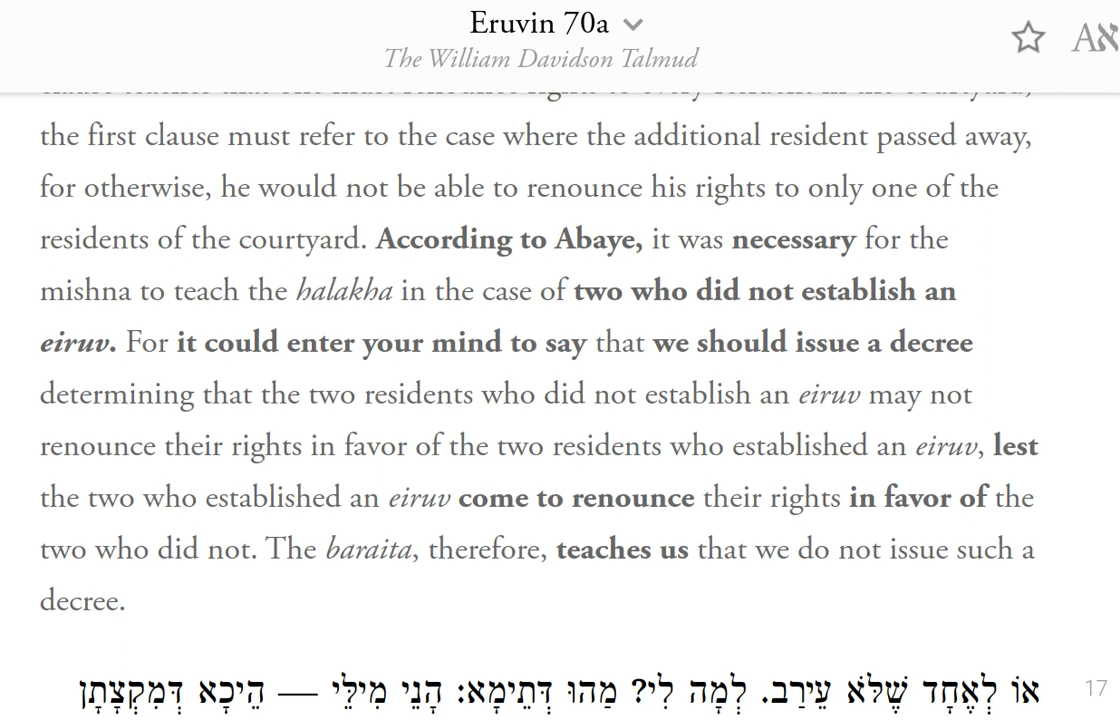 Eruvin 70a
The William Davidson Talmud
the first clause must refer to the case where the additional resident passed away,
for otherwise, he would not be able to renounce his rights to only one of the
residents of the courtyard. According to Abaye, it was necessary for the
mishna to teach the halakha in the case of two who did not establish an
eiruv. For it could enter your mind to say that we should issue a decree
determining that the two residents who did not establish an eiruv may not
renounce their rights in favor of the two residents who established an eiruv, lest
the two who established an eiruv come to renounce their rights in favor of the
two who did not. The baraita, therefore, teaches us that we do not issue such a
decree.
אוֹ לְאֶחָד שֶׁלֹּא עֵירַב. לְמָה לִי? מַהוּ דְּתֵימָא: הָנֵי מִילֵּי — הֵיכָא דְּמִקְצָתָן
17